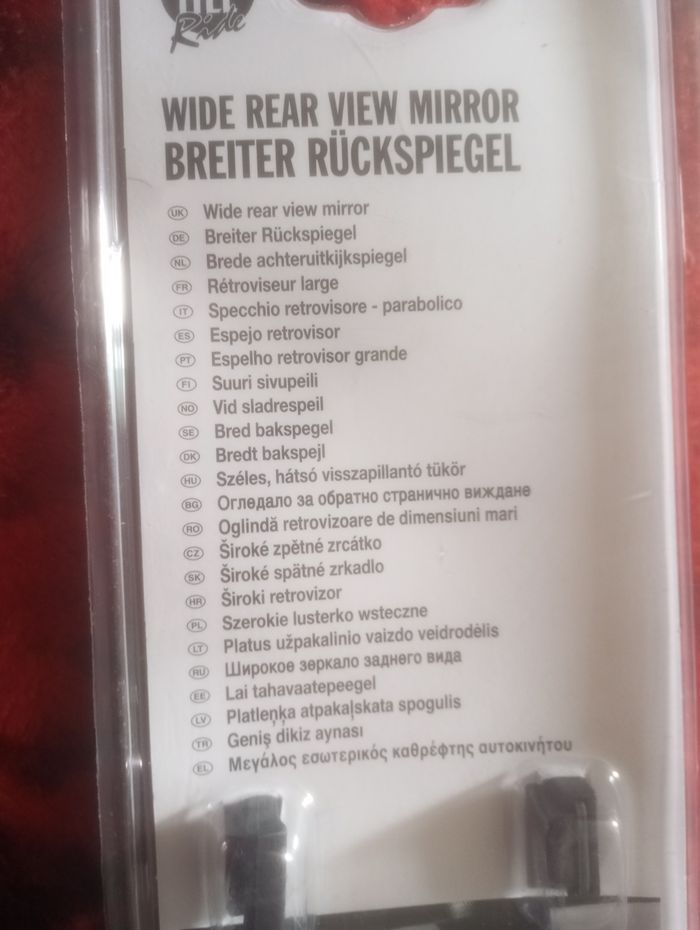 Ride
WIDE REAR VIEW MIRROR
BREITER RÜCKSPIEGEL
UK Wide rear view mirror
DE Breiter Rückspiegel
NL Brede achteruitkijkspiegel
FR Rétroviseur large
IT Specchio retrovisore - parabolico
ES Espejo retrovisor
PT Espelho retrovisor grande
FI Suuri sivupeili
NO Vid sladrespeil
SE Bred bakspegel
DK Bredt bakspejl
HU Széles, hátsó visszapillantó tükör
BG Огледало за обратно странично виждане
RO Oglindă retrovizoare de dimensiuni mari
CZ Široké zpětné zrcátko
SK Široké spätné zrkadlo
HR Široki retrovizor
PL Szerokie lusterko wsteczne
LT Platus užpakalinio vaizdo veidrodėlis
RU Широкое зеркало заднего вида
EE Lai tahavaatepeegel
LV Platleņķa atpakaļskata spogulis
TR Geniş dikiz aynası
EL Μεγάλος εσωτερικός καθρέφτης αυτοκινήτου